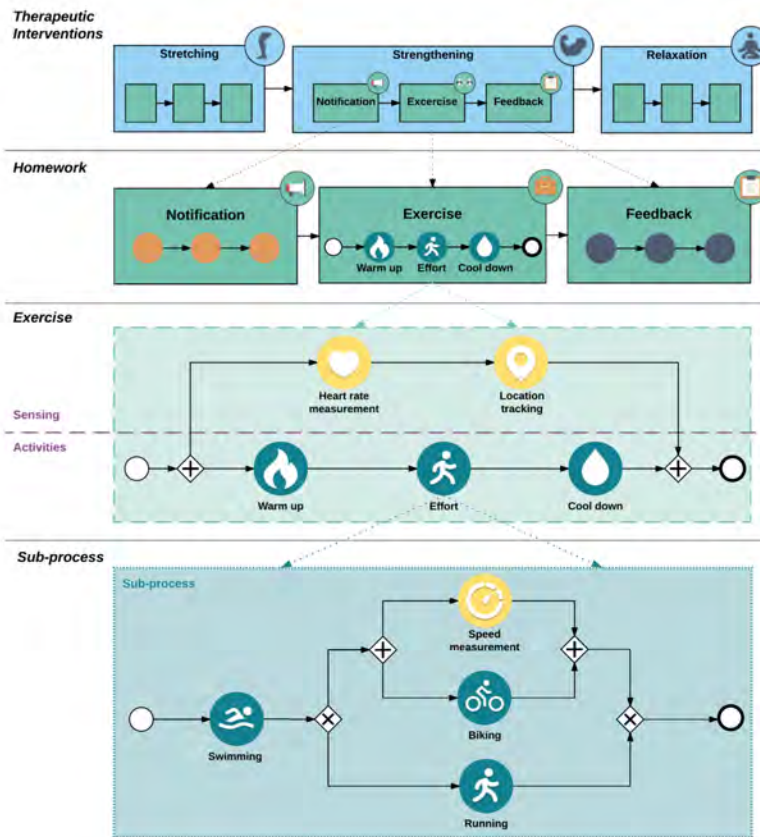 Therapeutic
Interventions
Stretching
Strengthening
Relaxation
Notification
Excercise
Feedback
Homework
Notification
Exercise
Feedback
Warm up
Effort
Cool down
Exercise
Heart rate
measurement
Location
tracking
Sensing
Activities
Warm up
Effort
Cool down
Sub-process
Sub-process
Speed
measurement
Swimming
Biking
Running